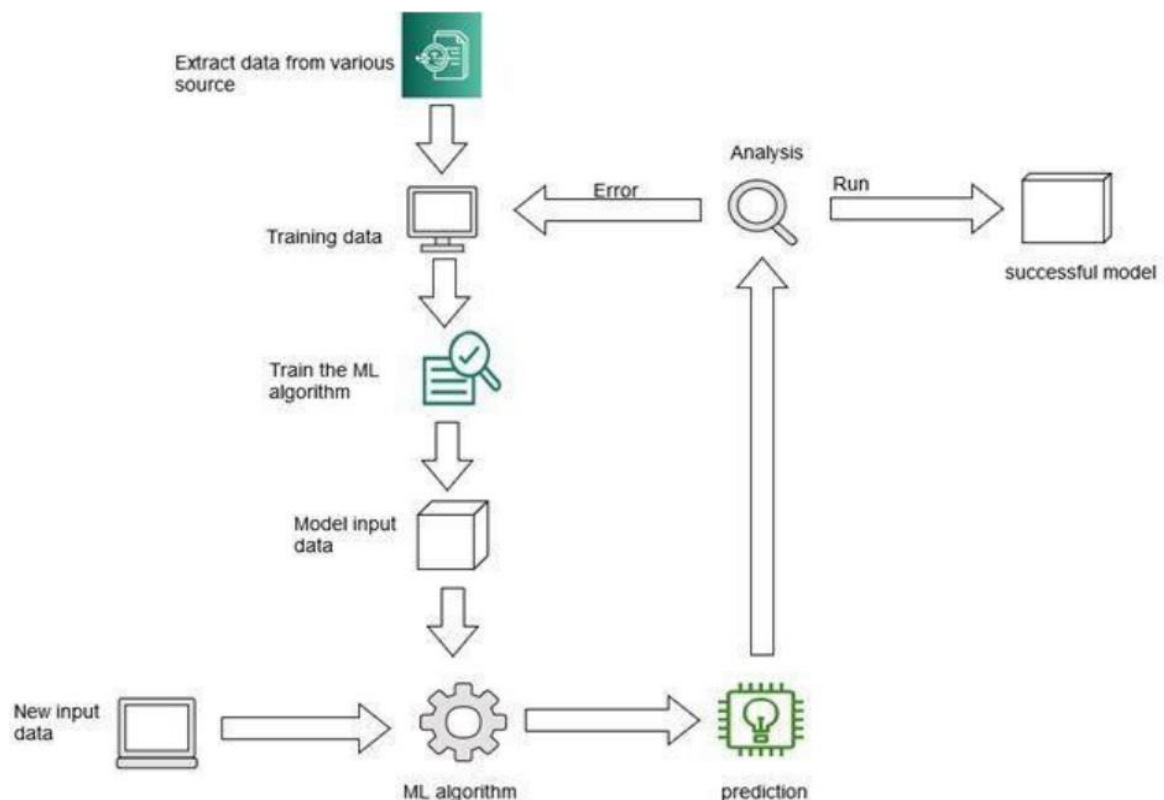 Extract data from various
source
Analysis
Error
Run
Training data
successful model
Train the ML
algorithm
Model input
data
New input
data
ML algorithm
prediction